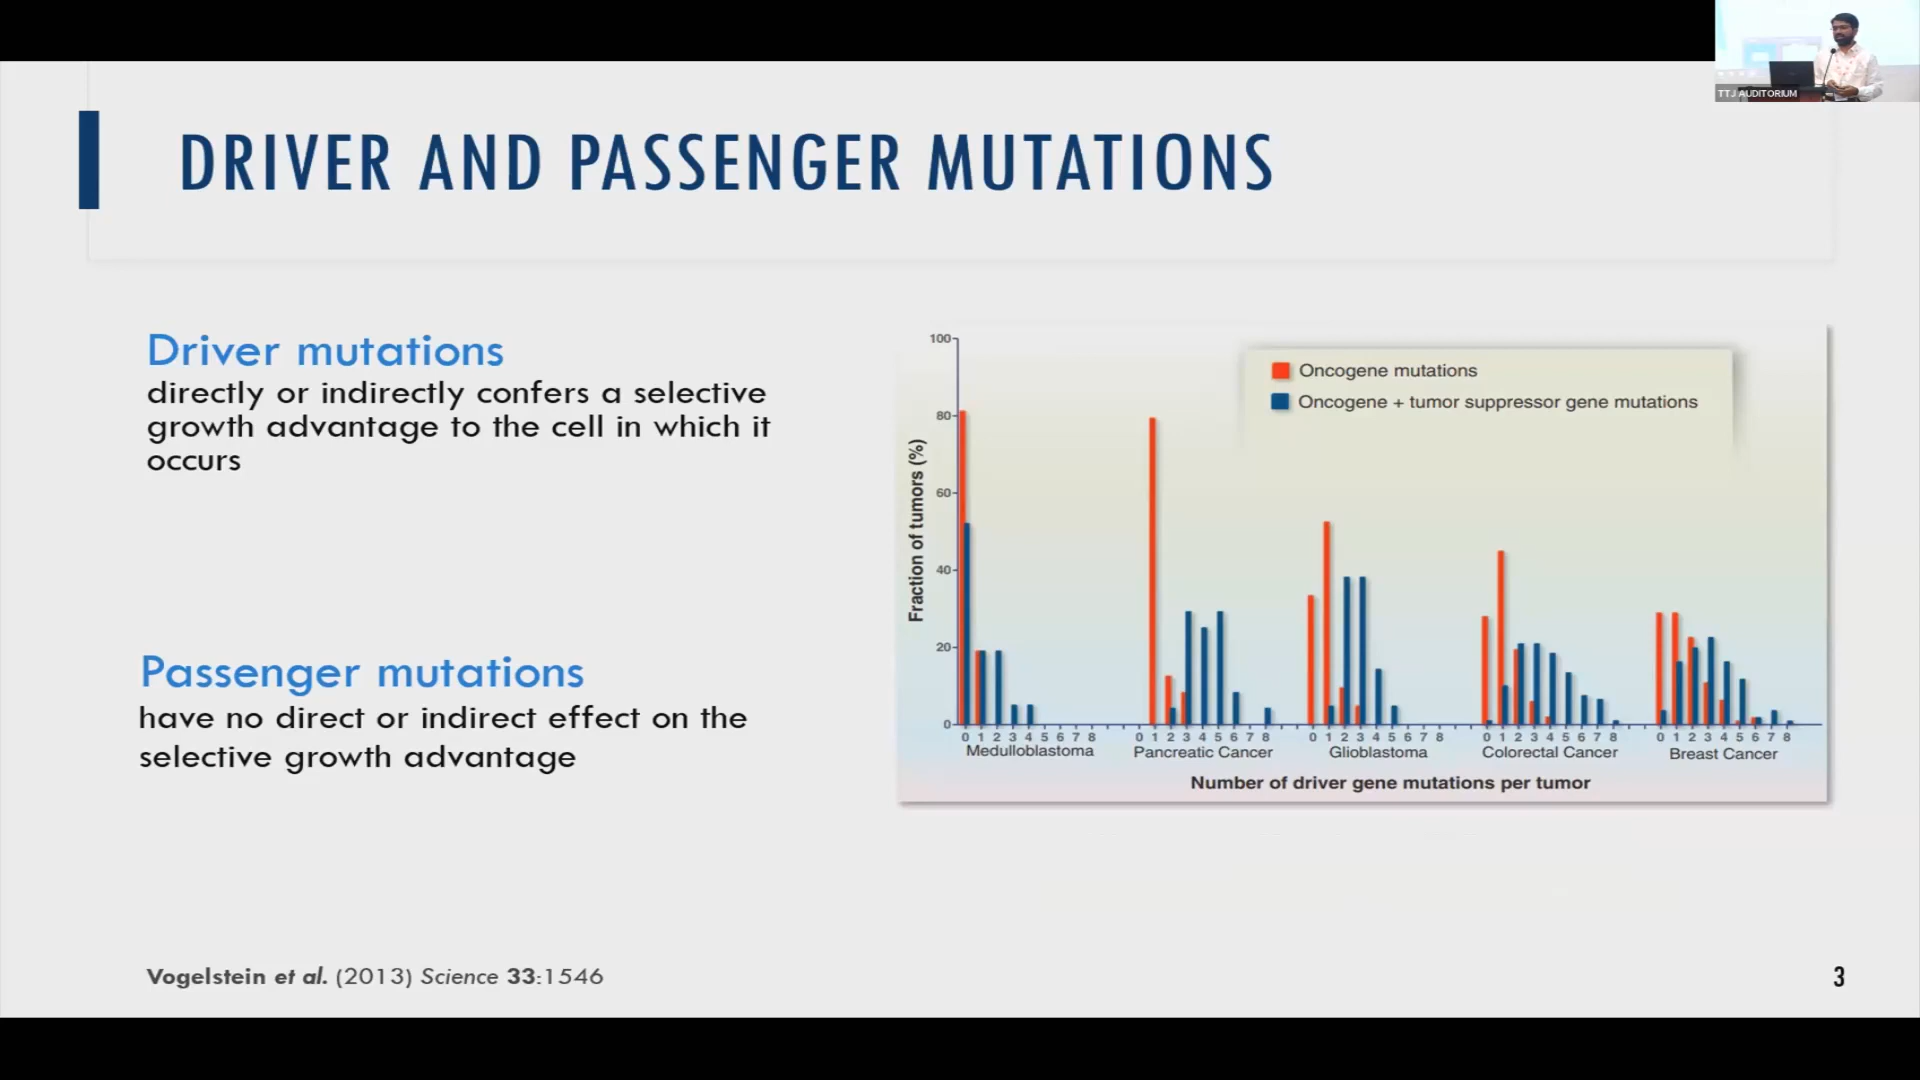 TTJ AUDITORIUM
DRIVER AND PASSENGER MUTATIONS
Driver mutations
directly or indirectly confers a selective
growth advantage to the cell in which it
occurs
Passenger mutations
have no direct or indirect effect on the
selective growth advantage
Oncogene mutations
Oncogene + tumor suppressor gene mutations
Fraction of tumors (%)
100
80
60
40
20
0
0 1 2 3 4 5 6 7 8 0 1 2 3 4 5 6 7 8 0 1 2 3 4 5 6 7 8 0 1 2 3 4 5 6 7 8 0 1 2 3 4 5 6 7 8
Medulloblastoma Pancreatic Cancer Glioblastoma Colorectal Cancer Breast Cancer
Number of driver gene mutations per tumor
Vogelstein et al. (2013) Science 33:1546
3